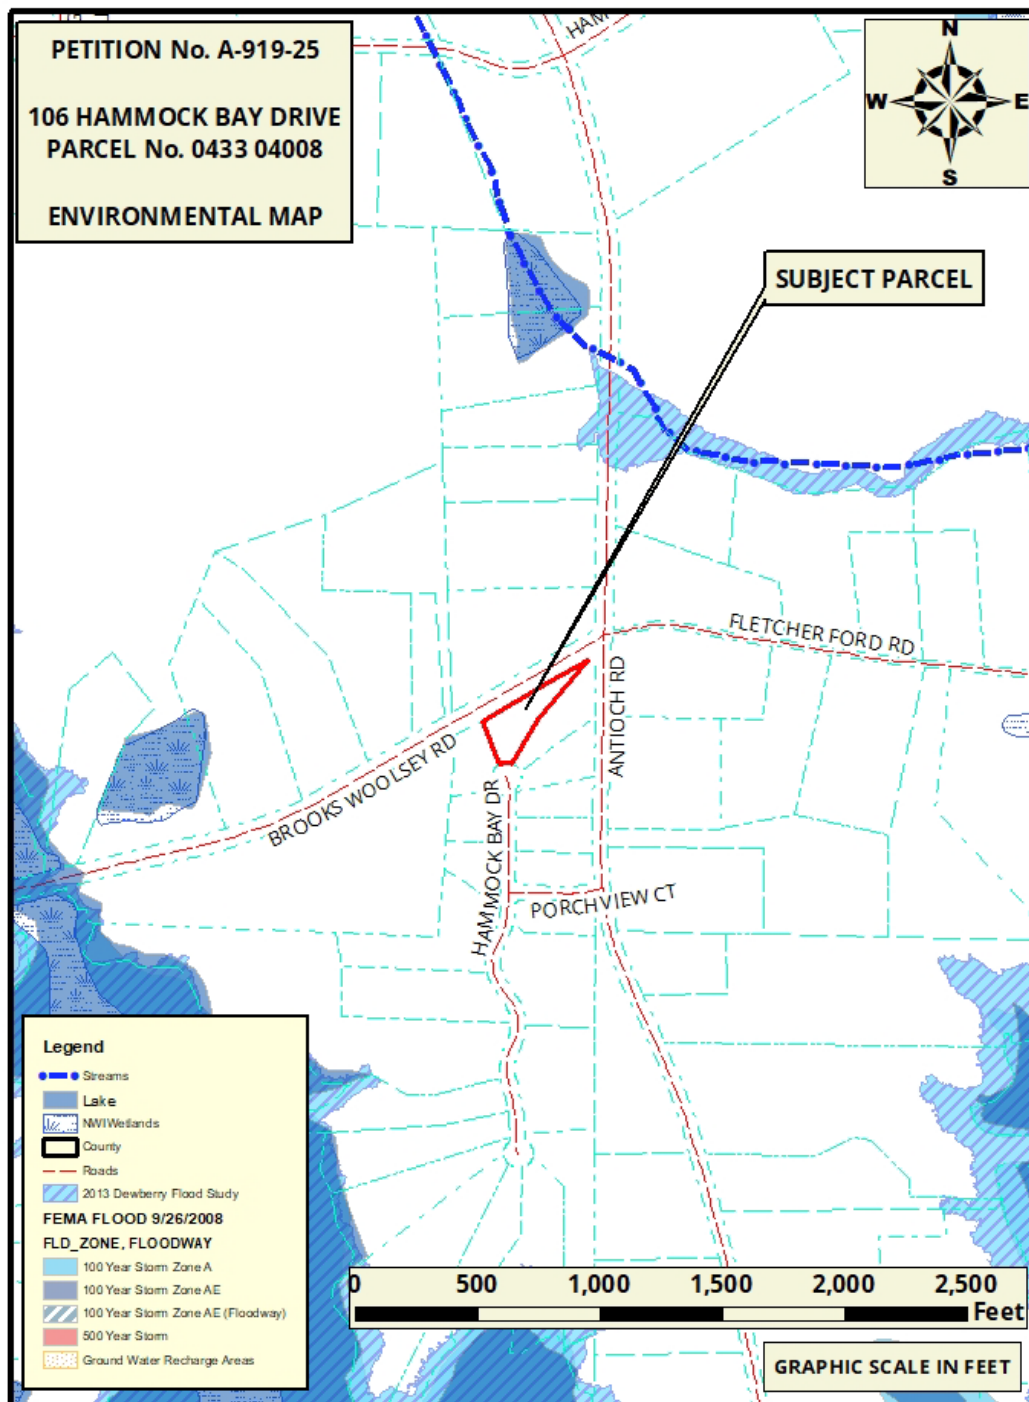 PETITION No. A-919-25
106 HAMMOCK BAY DRIVE
PARCEL No. 0433 04008
ENVIRONMENTAL MAP
N
W
E
S
SUBJECT PARCEL
FLETCHER FORD RD
ANTIOCH RD
BROOKS WOOLSEY RD
HAMMOCK BAY DR
PORCHVIEW CT
Legend
Streams
Lake
NWI Wetlands
County
Roads
2013 Dewberry Flood Study
FEMA FLOOD 9/26/2008
FLD_ZONE, FLOODWAY
100 Year Storm Zone A
100 Year Storm Zone AE
100 Year Storm Zone AE (Floodway)
500 Year Storm
Ground Water Recharge Areas
0 500 1,000 1,500 2,000 2,500
Feet
GRAPHIC SCALE IN FEET